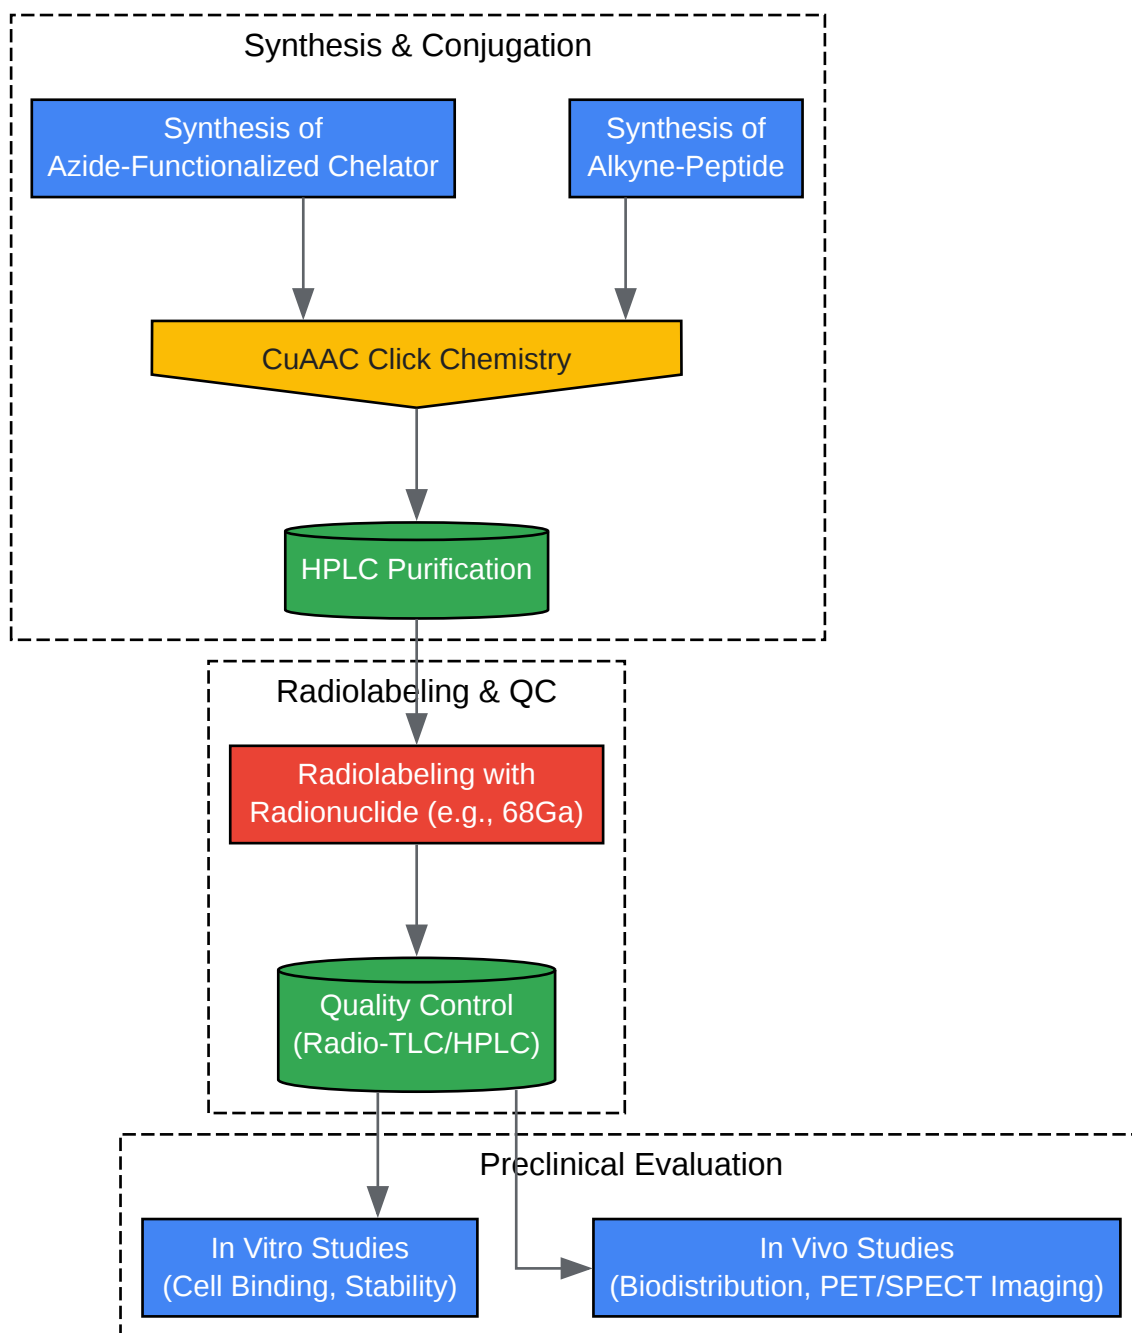 Synthesis & Conjugation
Synthesis of
Azide-Functionalized Chelator
Synthesis of
Alkyne-Peptide
CuAAC Click Chemistry
HPLC Purification
Radiolabeling & QC
Radiolabeling with
Radionuclide (e.g., 68Ga)
Quality Control
(Radio-TLC/HPLC)
Preclinical Evaluation
In Vitro Studies
(Cell Binding, Stability)
In Vivo Studies
(Biodistribution, PET/SPECT Imaging)